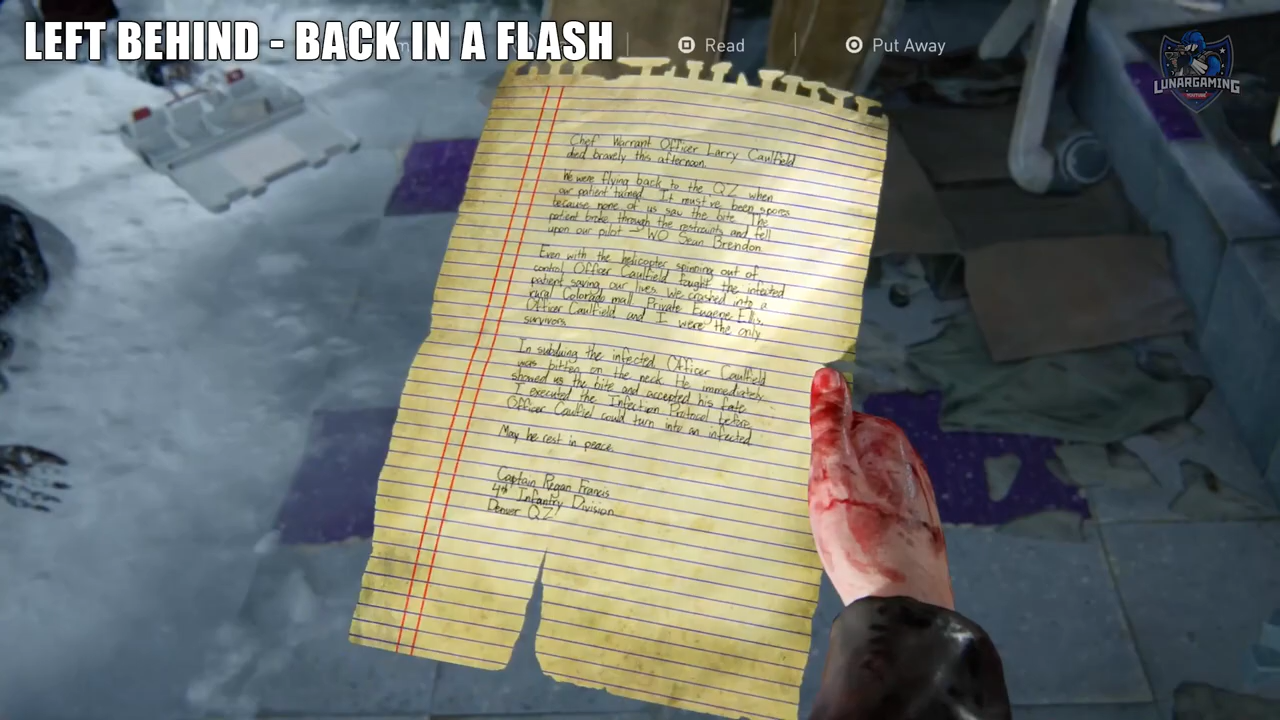 LEFT BEHIND - BACK IN A FLASH
Read
Put Away
LUNARGAMING
YOUTUBE
Chief Warrant Officer Larry Caulfield
died bravely this afternoon.
We were flying back to the QZ when
our patient turned. It must've been spores
because none of us saw the bite. The
patient broke through the restraints and fell
upon our pilot - WO Sean Brendon.
Even with the helicopter spinning out of
control Officer Caulfield fought the infected
patient, saving our lives. We crashed into a
rural Colorado mall. Private Eugene Ellis,
Officer Caulfield and I were the only
survivors.
In subduing the infected, Officer Caulfield
was bitten on the neck. He immediately
showed us the bite and accepted his fate.
I executed the Infection Protocol before
Officer Caulfiel could turn into an infected.
May he rest in peace.
Captain Regan Francis
4th Infantry Division
Denver QZ